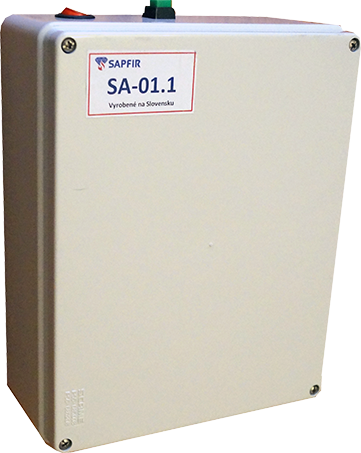 SAPFIR
SA-01.1
Vyrobené na Slovensku